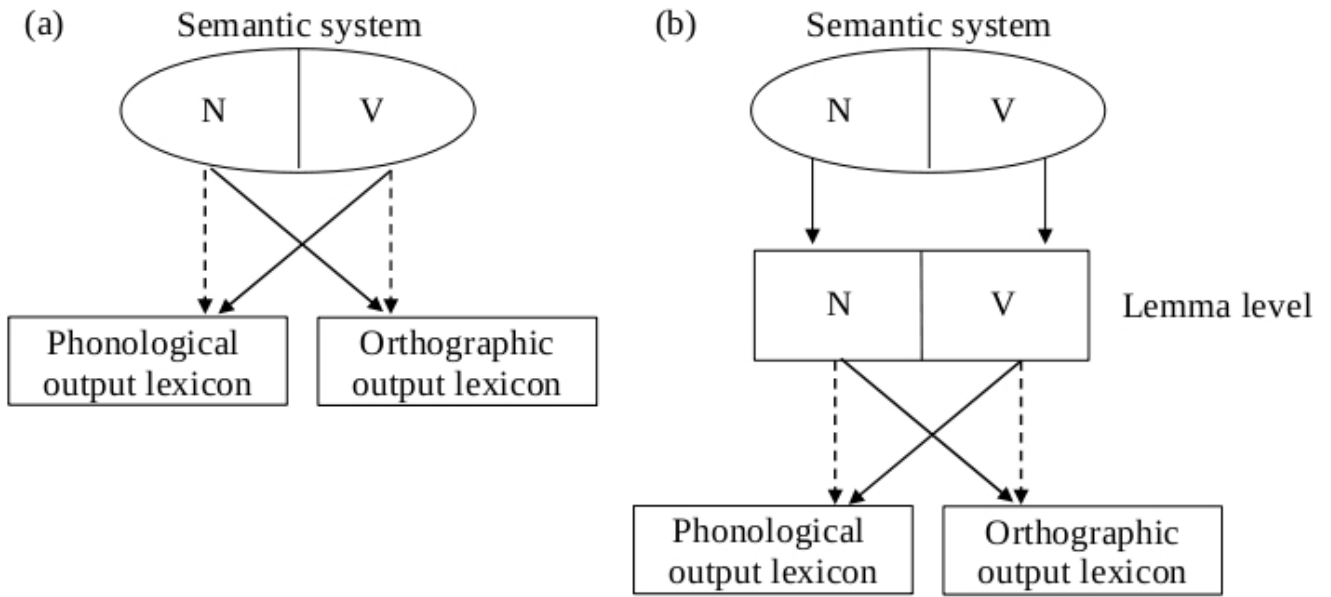 (a)
Semantic system
N
V
Phonological
output lexicon
Orthographic
output lexicon
(b)
Semantic system
N
V
N
V
Lemma level
Phonological
output lexicon
Orthographic
output lexicon